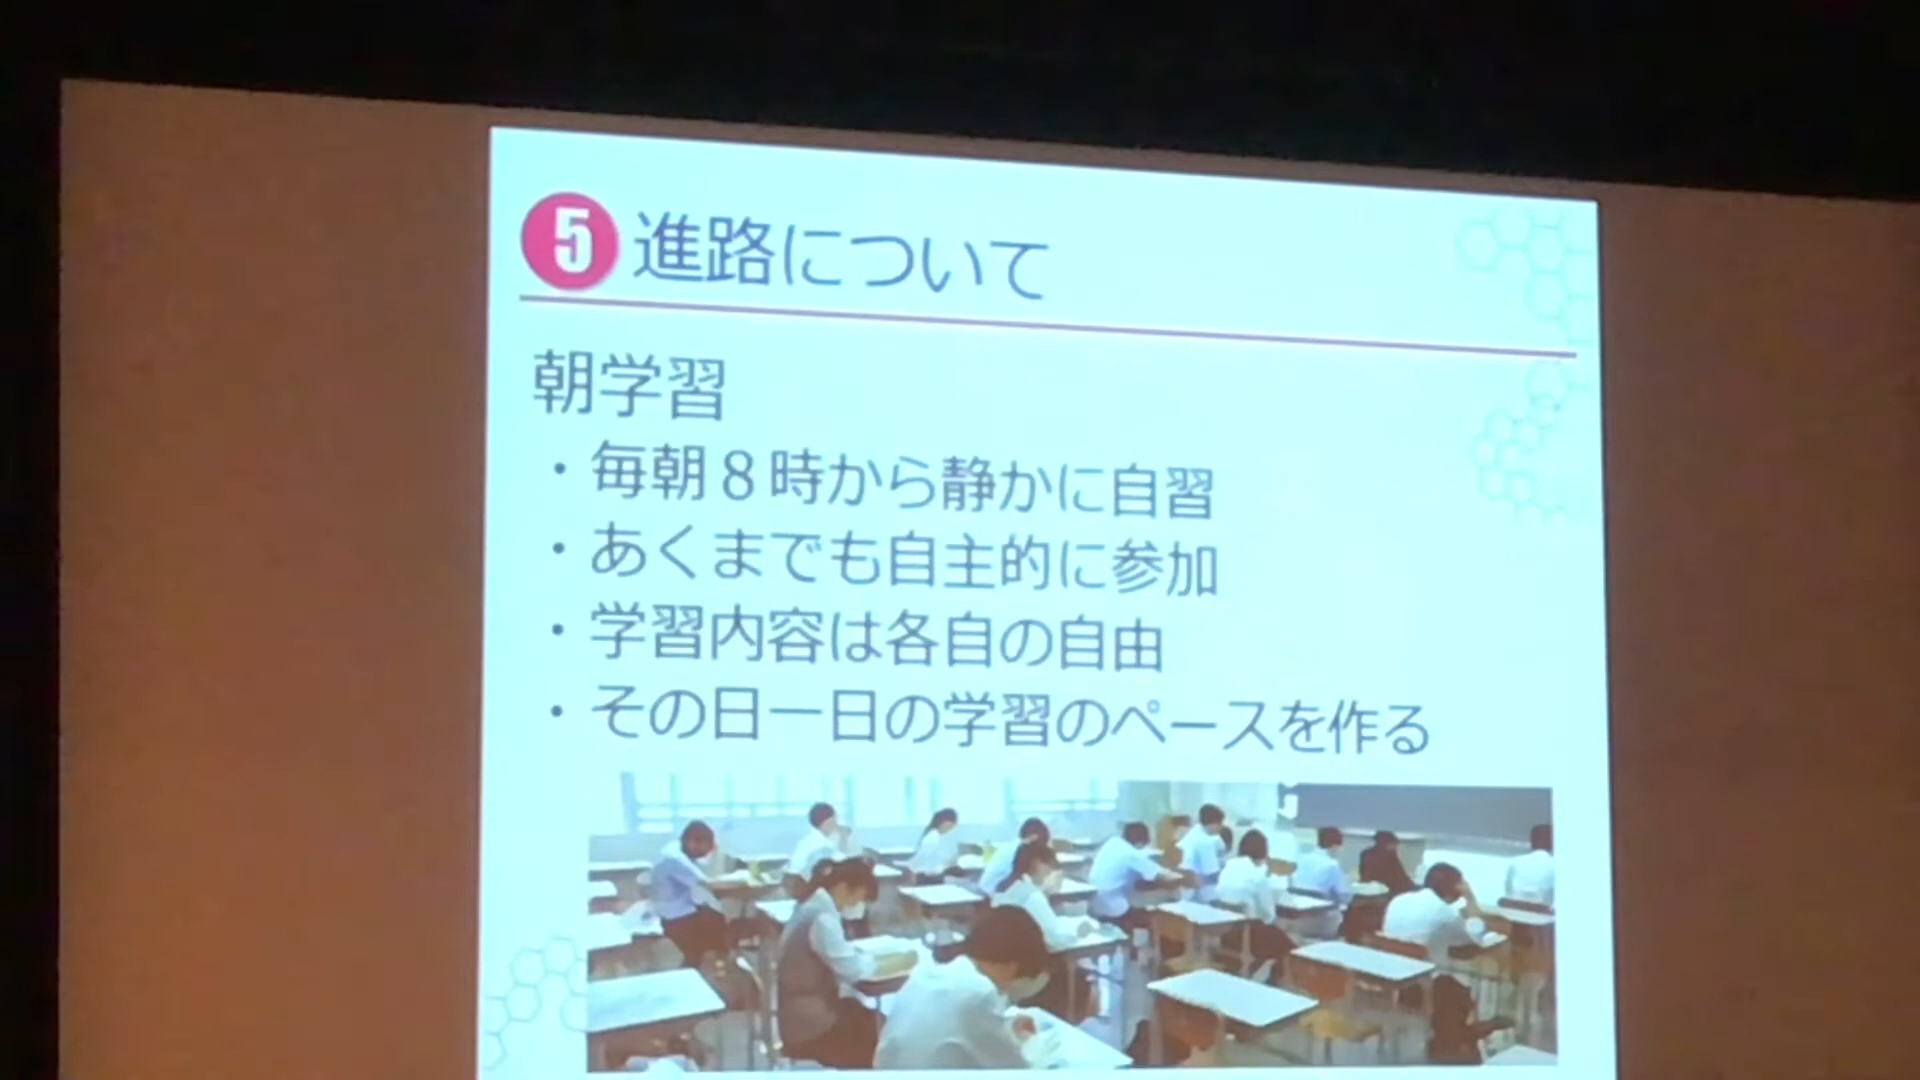 5 進路について
朝学習
・毎朝８時から静かに自習
・あくまでも自主的に参加
・学習内容は各自の自由
・その日一日の学習のペースを作る